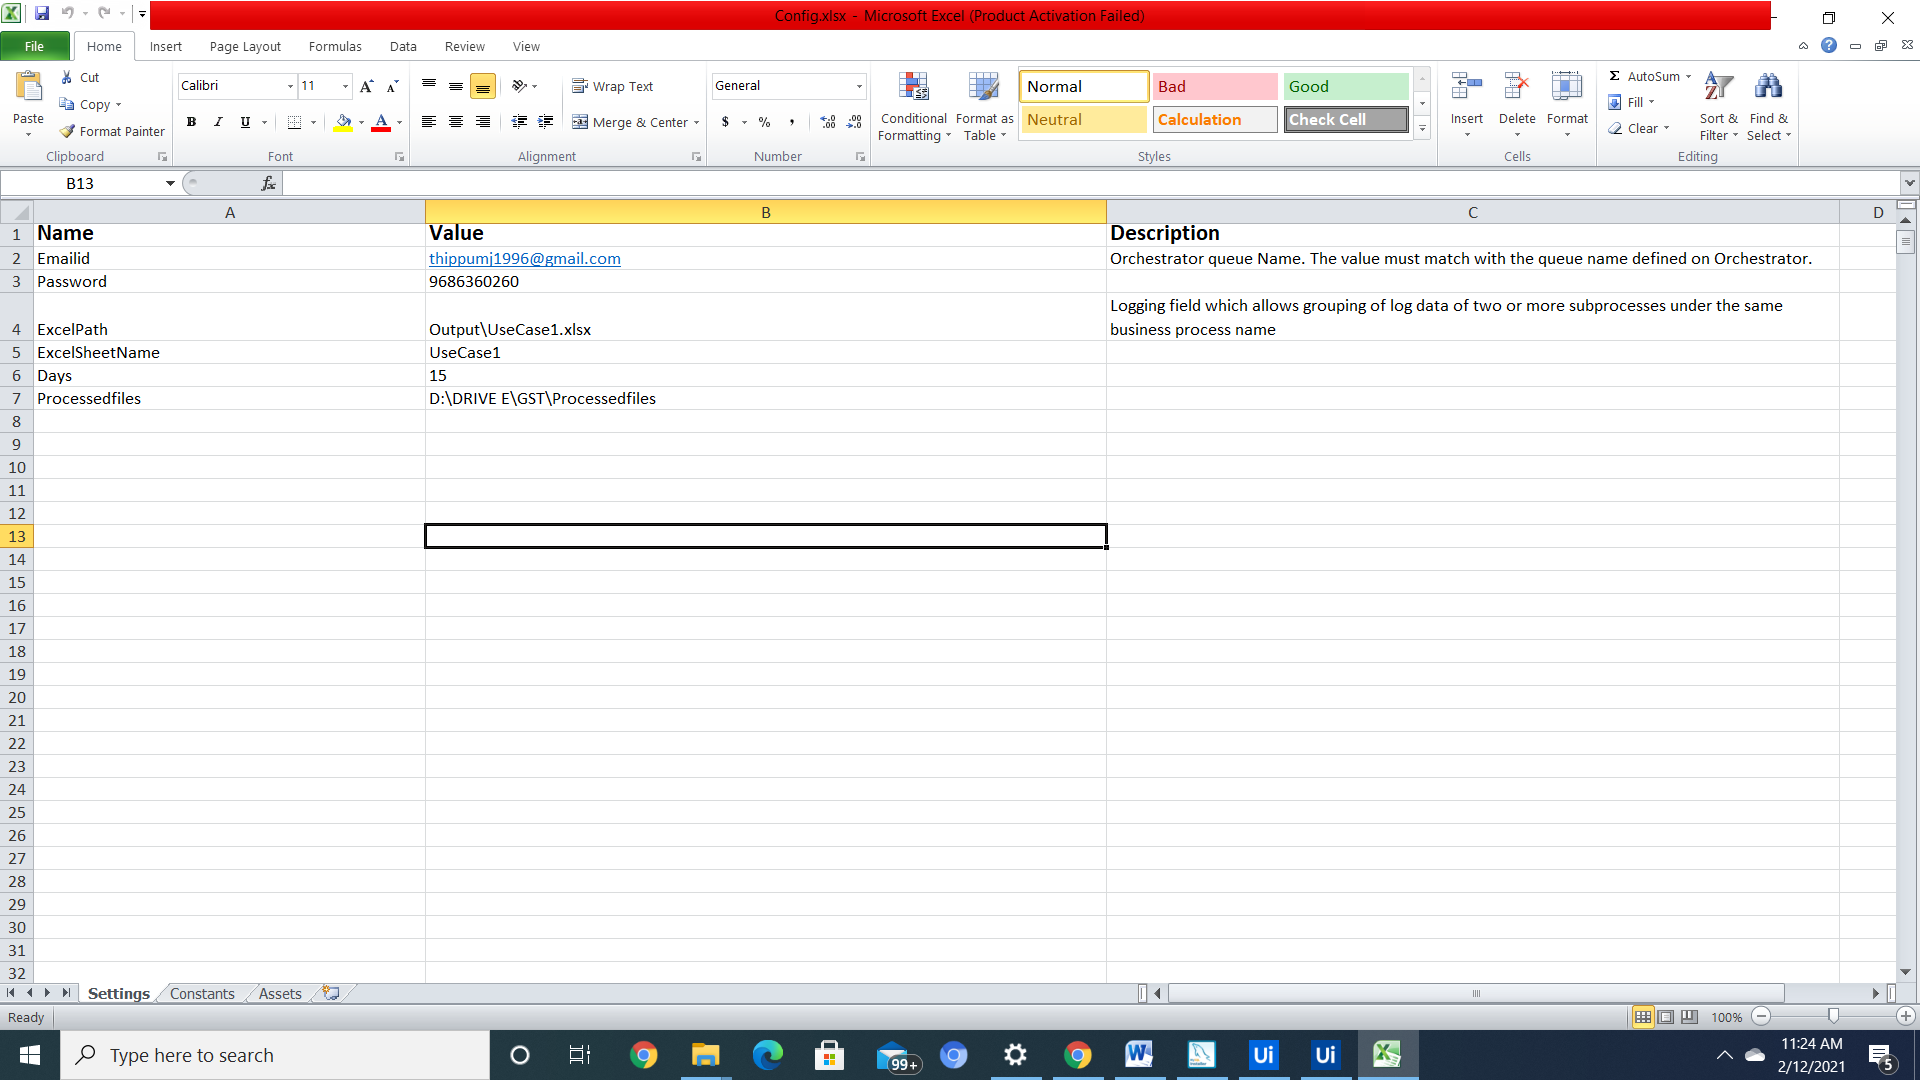 Config.xlsx - Microsoft Excel (Product Activation Failed)
File Home Insert Page Layout Formulas Data Review View
Paste
Cut
Copy
Format Painter
Clipboard
Calibri 11
B I U
Font
Wrap Text
Merge & Center
Alignment
General
$ % ,
Number
Conditional Formatting
Format as Table
Normal Bad Good
Neutral Calculation Check Cell
Styles
Insert Delete Format
Cells
AutoSum
Fill
Clear
Sort & Filter
Find & Select
Editing
B13 fx
A B C D
1 Name Value Description
2 Emailid thippumj1996@gmail.com Orchestrator queue Name. The value must match with the queue name defined on Orchestrator.
3 Password 9686360260
Logging field which allows grouping of log data of two or more subprocesses under the same
4 ExcelPath Output\UseCase1.xlsx business process name
5 ExcelSheetName UseCase1
6 Days 15
7 Processedfiles D:\DRIVE E\GST\Processedfiles
8
9
10
11
12
13
14
15
16
17
18
19
20
21
22
23
24
25
26
27
28
29
30
31
32
Settings Constants Assets
Ready 100%
Type here to search
99+
Ui Ui
11:24 AM
2/12/2021
5